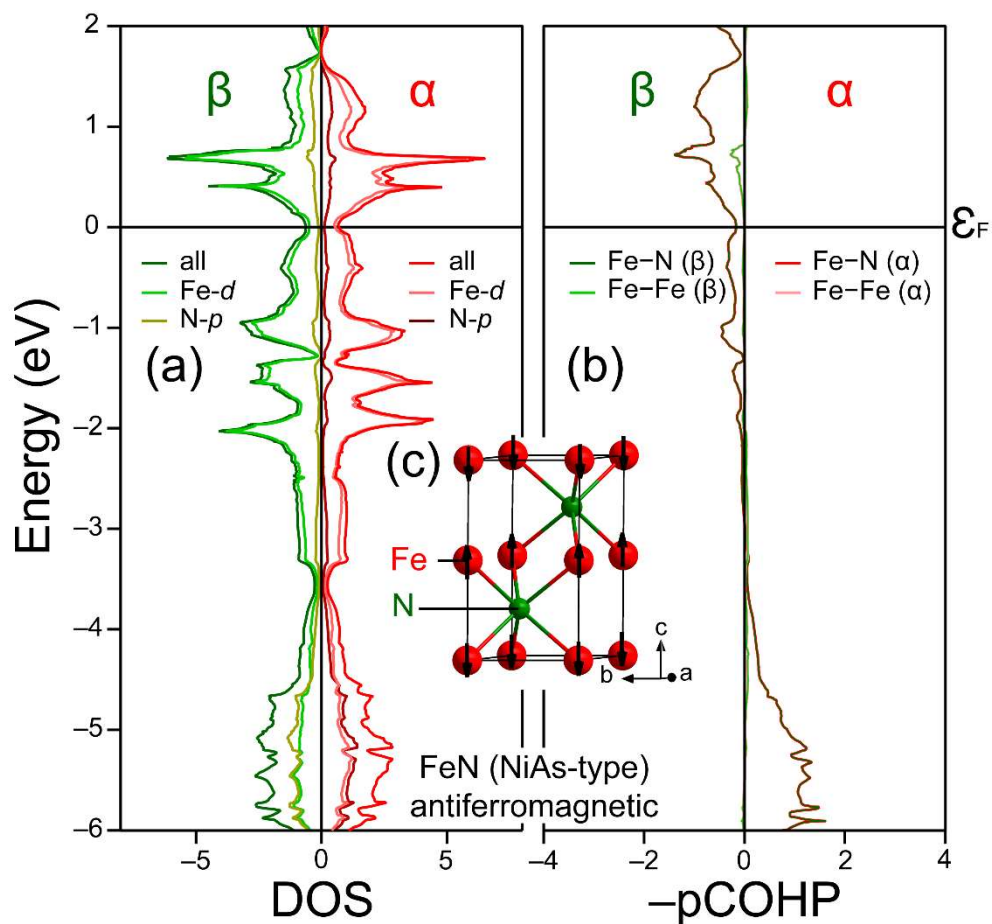 2
1
0
–1
–2
–3
–4
–5
–6
Energy (eV)
β
α
all
Fe-d
N-p
all
Fe-d
N-p
(a)
–5
0
5
DOS
β
α
εF
Fe–N (β)
Fe–Fe (β)
Fe–N (α)
Fe–Fe (α)
(b)
(c)
Fe
N
c
b
a
FeN (NiAs-type)
antiferromagnetic
–4
–2
0
2
4
–pCOHP